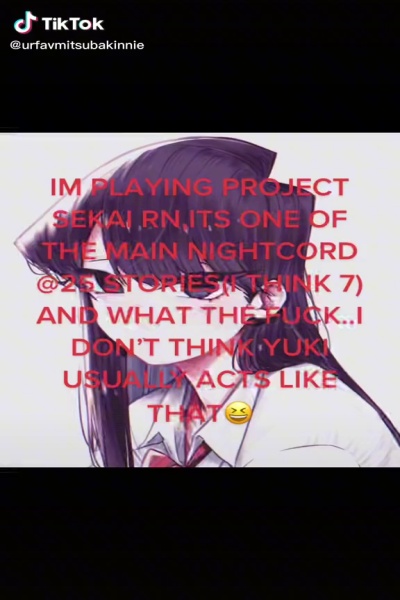 TikTok
@urfavmitsubakinnie
IM PLAYING PROJECT
SEKAI RN,ITS ONE OF
THE MAIN NIGHTCORD
@25 STORIES(I THINK 7)
AND WHAT THE FUCK..I
DON'T THINK YUKI
USUALLY ACTS LIKE
THAT😆